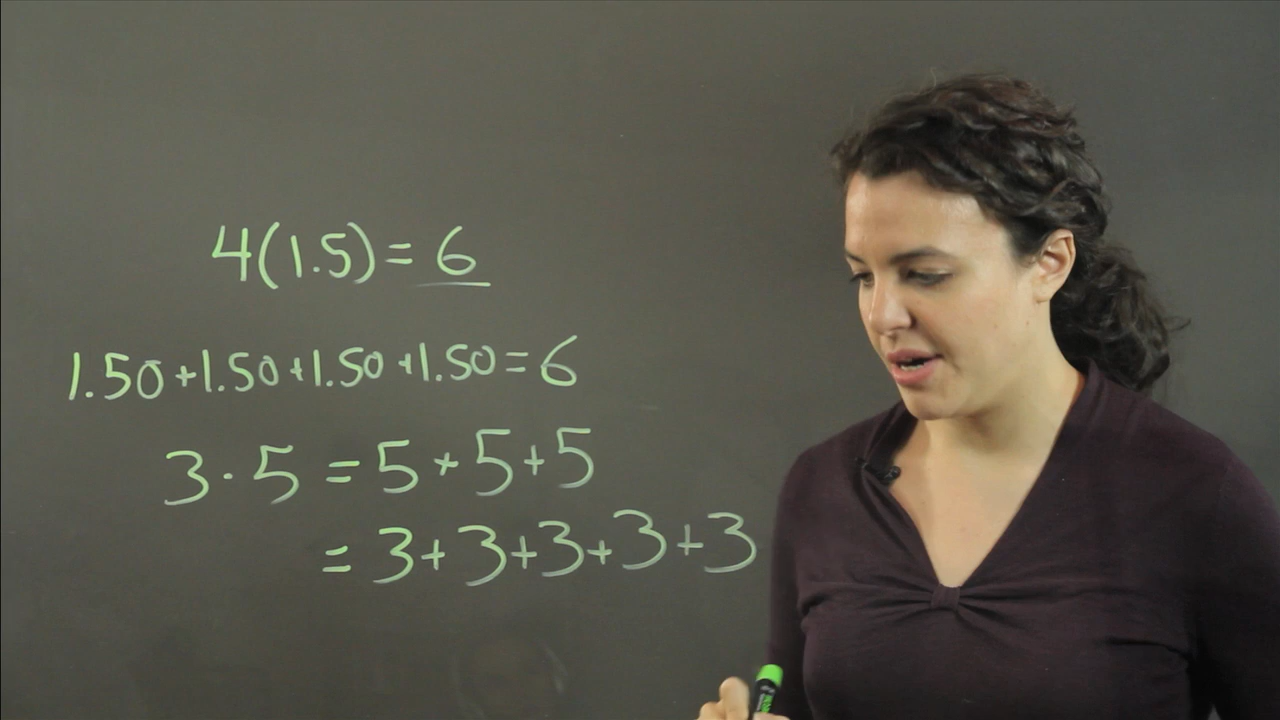 4(1.5) = 6
1.50 + 1.50 + 1.50 + 1.50 = 6
3 · 5 = 5 + 5 + 5
= 3 + 3 + 3 + 3 + 3